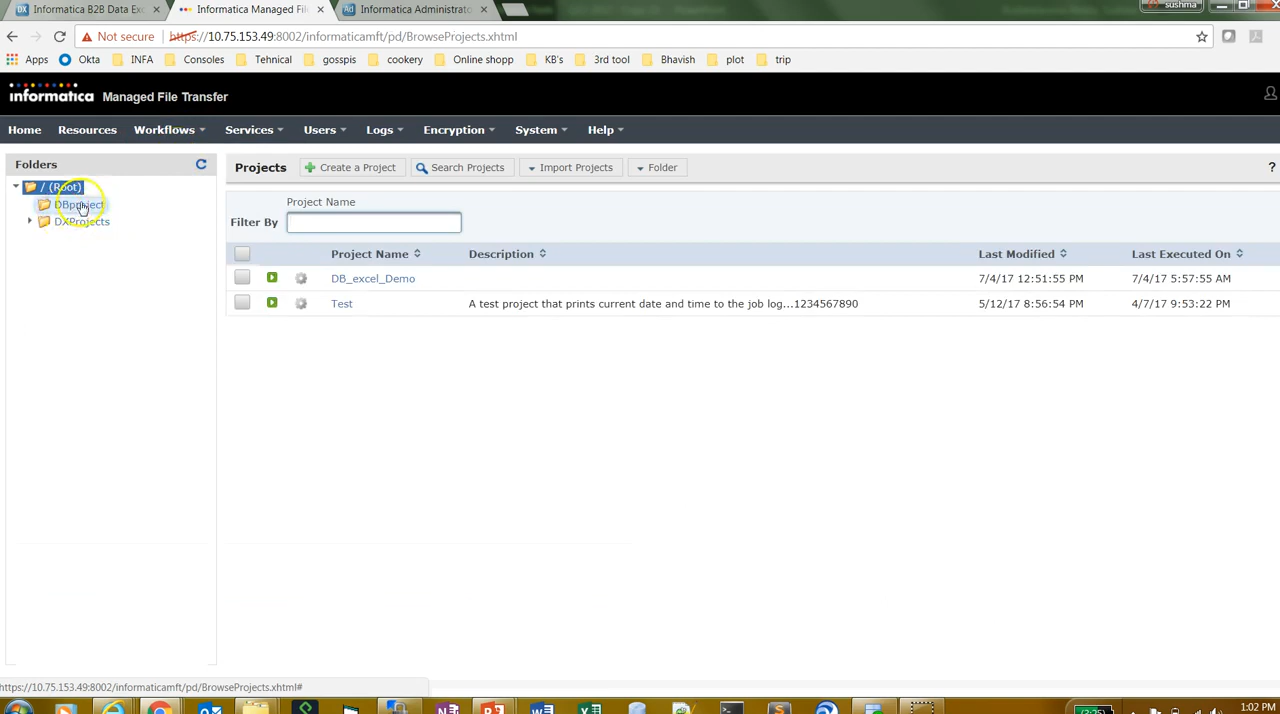 Informatica B2B Data Exc
Informatica Managed File
Informatica Administrato
sushma
Not secure
https://10.75.153.49:8002/informaticamft/pd/BrowseProjects.xhtml
Apps
Okta
INFA
Consoles
Tehnical
gosspis
cookery
Online shopp
KB's
3rd tool
Bhavish
plot
trip
informatica Managed File Transfer
Home Resources Workflows Services Users Logs Encryption System Help
Folders
/ (Root)
DBproject
DXProjects
Projects
Create a Project
Search Projects
Import Projects
Folder
?
Project Name
Filter By
Project Name Description Last Modified Last Executed On
DB_excel_Demo 7/4/17 12:51:55 PM 7/4/17 5:57:55 AM
Test A test project that prints current date and time to the job log...1234567890 5/12/17 8:56:54 PM 4/7/17 9:53:22 PM
https://10.75.153.49:8002/informaticamft/pd/BrowseProjects.xhtml#
1:02 PM